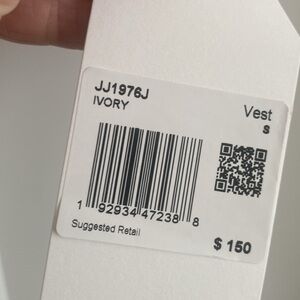 JJ1976J
IVORY
Vest
S
1 92934 47238 8
Suggested Retail
$ 150